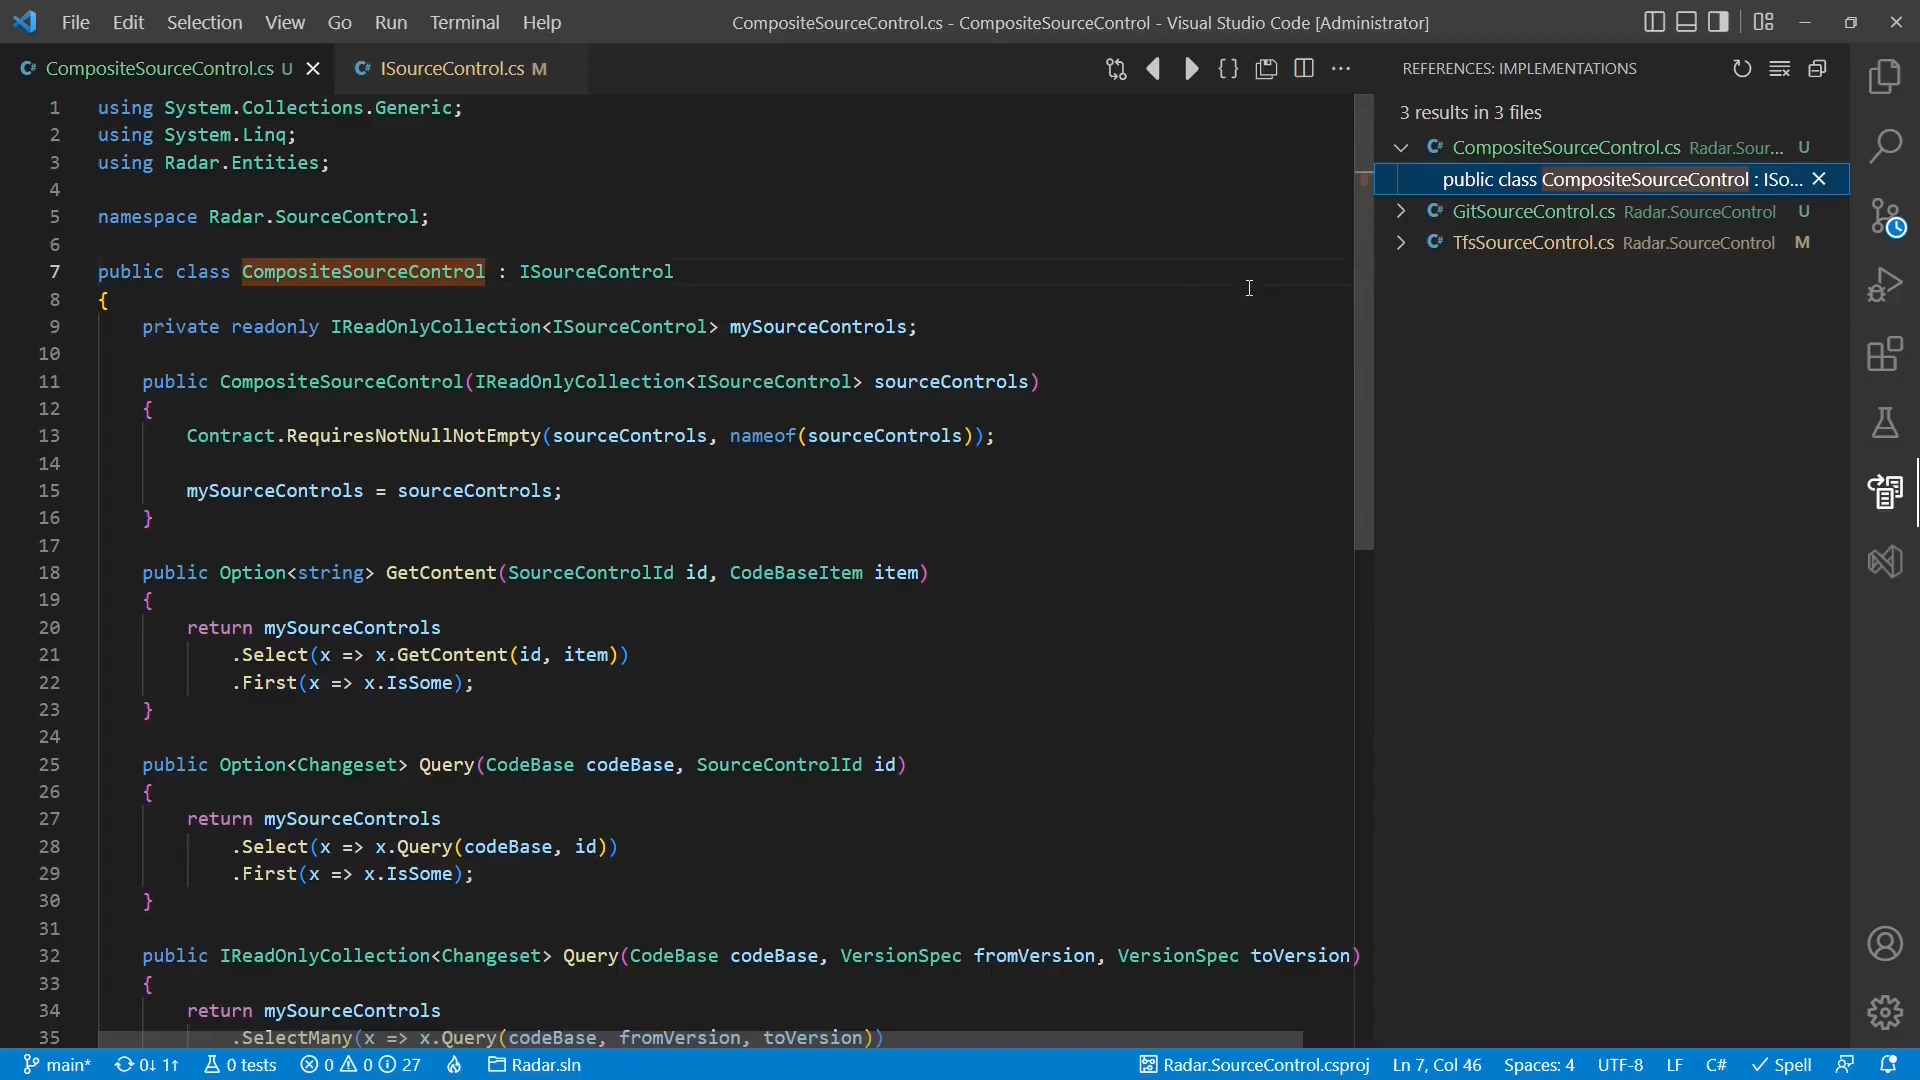 File Edit Selection View Go Run Terminal Help
CompositeSourceControl.cs - CompositeSourceControl - Visual Studio Code [Administrator]
C# CompositeSourceControl.cs U
C# ISourceControl.cs M
1 using System.Collections.Generic;
2 using System.Linq;
3 using Radar.Entities;
4
5 namespace Radar.SourceControl;
6
7 public class CompositeSourceControl : ISourceControl
8 {
9 private readonly IReadOnlyCollection<ISourceControl> mySourceControls;
10
11 public CompositeSourceControl(IReadOnlyCollection<ISourceControl> sourceControls)
12 {
13 Contract.RequiresNotNullNotEmpty(sourceControls, nameof(sourceControls));
14
15 mySourceControls = sourceControls;
16 }
17
18 public Option<string> GetContent(SourceControlId id, CodeBaseItem item)
19 {
20 return mySourceControls
21 .Select(x => x.GetContent(id, item))
22 .First(x => x.IsSome);
23 }
24
25 public Option<Changeset> Query(CodeBase codeBase, SourceControlId id)
26 {
27 return mySourceControls
28 .Select(x => x.Query(codeBase, id))
29 .First(x => x.IsSome);
30 }
31
32 public IReadOnlyCollection<Changeset> Query(CodeBase codeBase, VersionSpec fromVersion, VersionSpec toVersion)
33 {
34 return mySourceControls
35 .SelectMany(x => x.Query(codeBase, fromVersion, toVersion))
REFERENCES: IMPLEMENTATIONS
3 results in 3 files
C# CompositeSourceControl.cs Radar.Sour... U
public class CompositeSourceControl : ISo...
C# GitSourceControl.cs Radar.SourceControl U
C# TfsSourceControl.cs Radar.SourceControl M
main* 0↓ 1↑ 0 tests 0 0 27 Radar.sln Radar.SourceControl.csproj Ln 7, Col 46 Spaces: 4 UTF-8 LF C# Spell